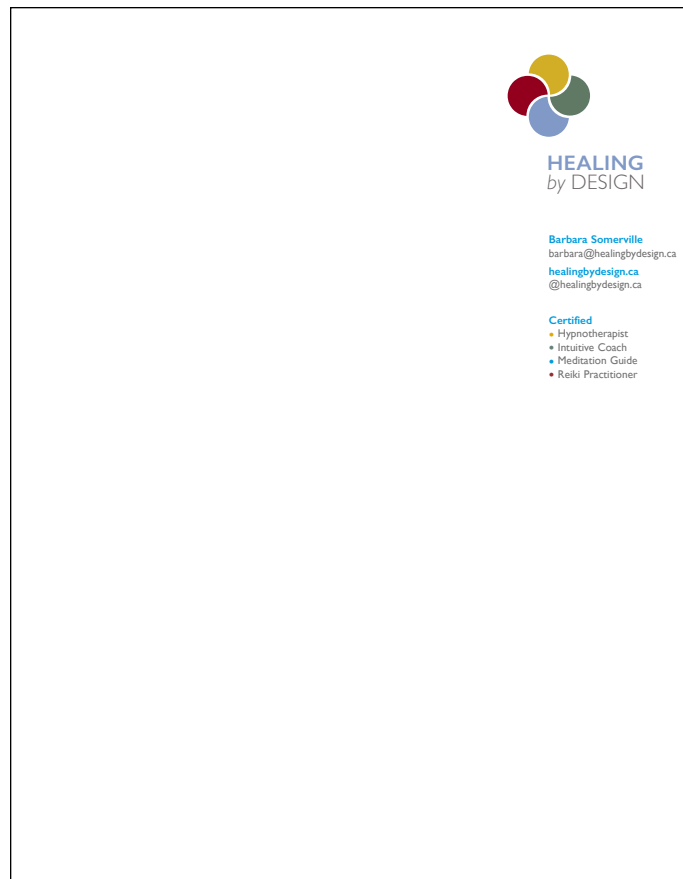 HEALING
by DESIGN
Barbara Somerville
barbara@healingbydesign.ca
healingbydesign.ca
@healingbydesign.ca
Certified
• Hypnotherapist
• Intuitive Coach
• Meditation Guide
• Reiki Practitioner